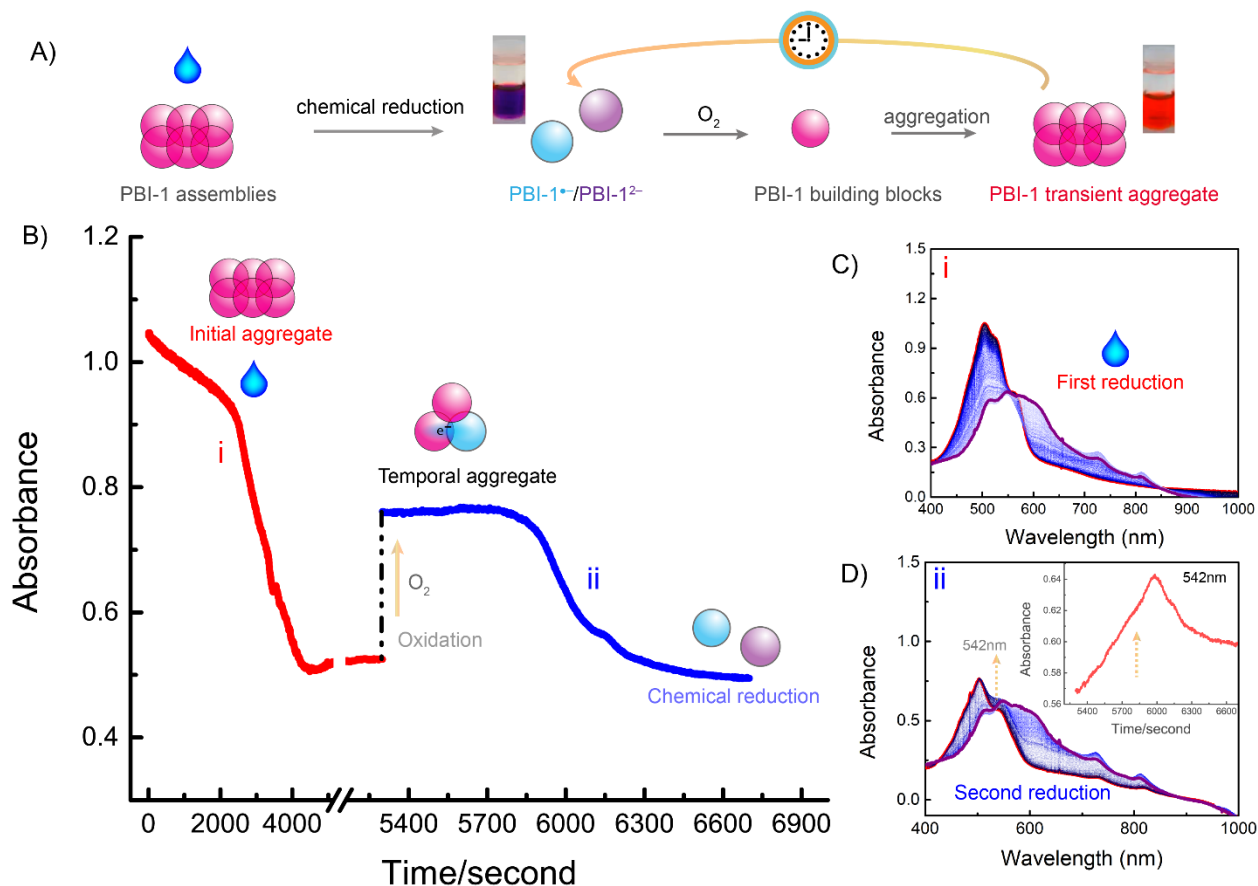 A)
chemical reduction
O₂
aggregation
PBI-1 assemblies
PBI-1•–/PBI-1²⁻
PBI-1 building blocks
PBI-1 transient aggregate
B)
1.2
1.0
0.8
0.6
0.4
Absorbance
Initial aggregate
i
e⁻
Temporal aggregate
O₂
Oxidation
ii
Chemical reduction
0 2000 4000 5400 5700 6000 6300 6600 6900
Time/second
C)
i
1.5
1.2
0.9
0.6
0.3
0.0
Absorbance
First reduction
400 500 600 700 800 900 1000
Wavelength (nm)
D)
ii
1.5
1.0
0.5
0.0
Absorbance
542nm
Second reduction
400 600 800 1000
Wavelength (nm)
0.64
0.62
0.60
0.58
0.56
Absorbance
542nm
5400 5700 6000 6300 6600
Time/second